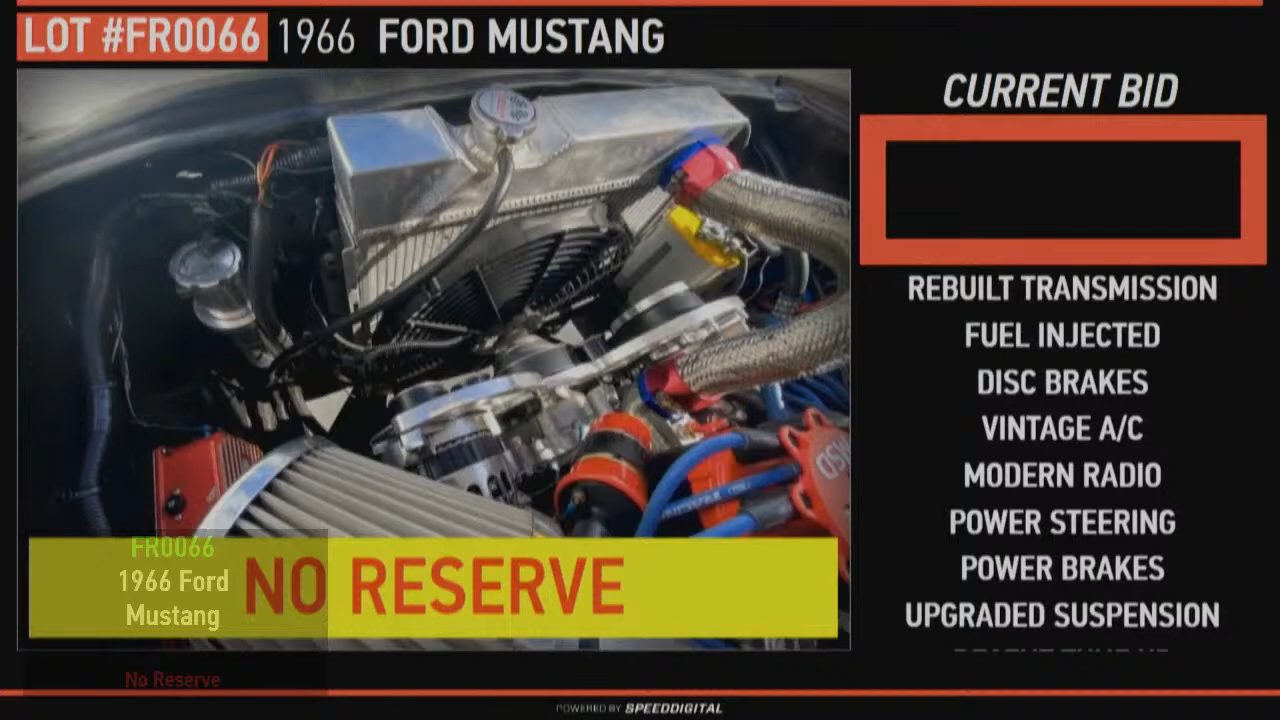 LOT #FR0066 1966 FORD MUSTANG
CURRENT BID
REBUILT TRANSMISSION
FUEL INJECTED
DISC BRAKES
VINTAGE A/C
MODERN RADIO
POWER STEERING
POWER BRAKES
UPGRADED SUSPENSION
NO RESERVE
FR0066
1966 Ford
Mustang
No Reserve
POWERED BY SPEEDDIGITAL